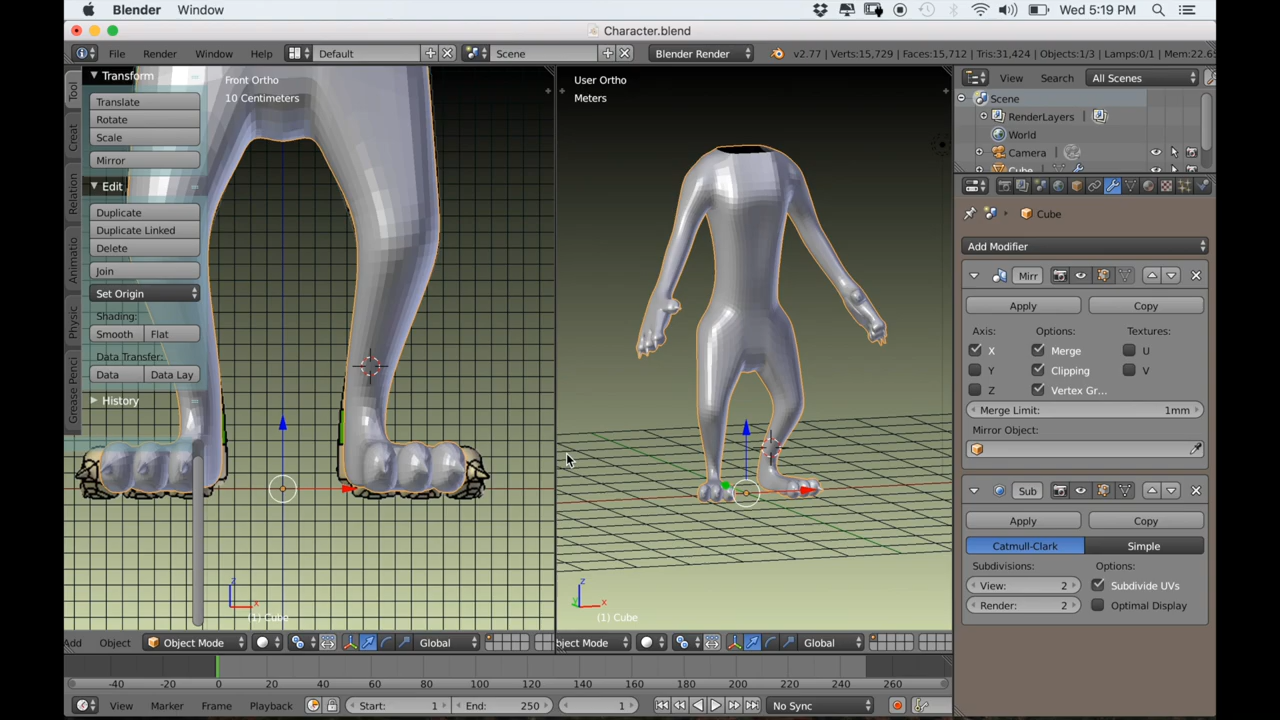 Blender Window Wed 5:19 PM
Character.blend
File Render Window Help Default Scene Blender Render v2.77 | Verts:15,729 | Faces:15,712 | Tris:31,424 | Objects:1/3 | Lamps:0/1 | Mem:22.6
Transform
Translate
Rotate
Scale
Mirror
Edit
Duplicate
Duplicate Linked
Delete
Join
Set Origin
Shading:
Smooth Flat
Data Transfer:
Data Data Lay
History
Tool
Creat
Relation
Animatio
Physic
Grease Penci
Front Ortho
10 Centimeters
(1) Cube
User Ortho
Meters
(1) Cube
View Search All Scenes
Scene
RenderLayers
World
Camera
Cube
Cube
Add Modifier
Mirr
Apply Copy
Axis: Options: Textures:
X Merge U
Y Clipping V
Z Vertex Gr...
Merge Limit: 1mm
Mirror Object:
Sub
Apply Copy
Catmull-Clark Simple
Subdivisions: Options:
View: 2 Subdivide UVs
Render: 2 Optimal Display
Add Object Object Mode Global
bject Mode Global
-40 -20 0 20 40 60 80 100 120 140 160 180 200 220 240 260
View Marker Frame Playback Start: 1 End: 250 1 No Sync